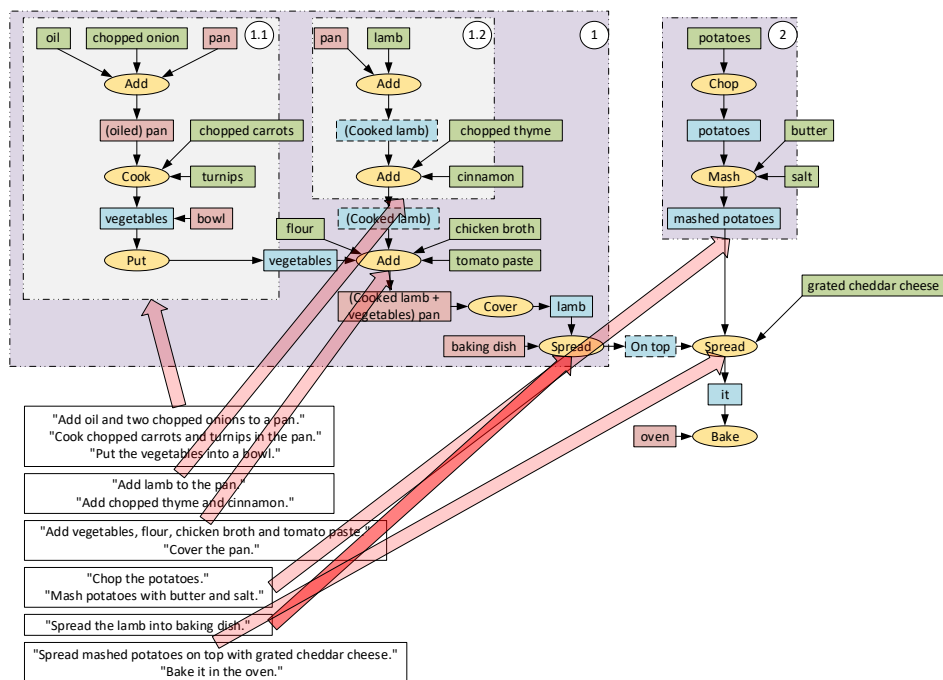 oil
chopped onion
pan
1.1
pan
lamb
1.2
1
potatoes
2
Add
Add
Chop
(oiled) pan
chopped carrots
(Cooked lamb)
chopped thyme
potatoes
butter
Cook
turnips
Add
cinnamon
Mash
salt
vegetables
bowl
(Cooked lamb)
mashed potatoes
flour
chicken broth
Put
vegetables
Add
tomato paste
grated cheddar cheese
(Cooked lamb +
vegetables) pan
Cover
lamb
baking dish
Spread
On top
Spread
it
oven
Bake
"Add oil and two chopped onions to a pan."
"Cook chopped carrots and turnips in the pan."
"Put the vegetables into a bowl."
"Add lamb to the pan."
"Add chopped thyme and cinnamon."
"Add vegetables, flour, chicken broth and tomato paste."
"Cover the pan."
"Chop the potatoes."
"Mash potatoes with butter and salt."
"Spread the lamb into baking dish."
"Spread mashed potatoes on top with grated cheddar cheese."
"Bake it in the oven."